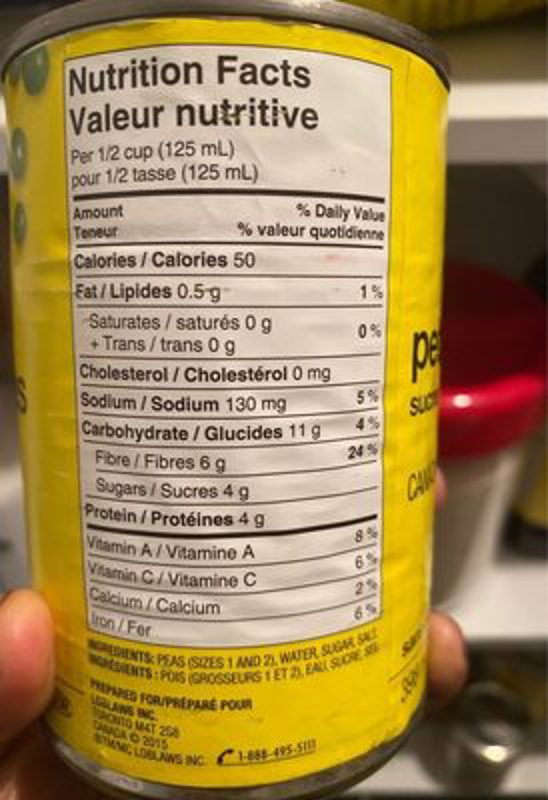 Nutrition Facts
Valeur nutritive
Per 1/2 cup (125 mL)
pour 1/2 tasse (125 mL)
Amount % Daily Value
Teneur % valeur quotidienne
Calories / Calories 50
Fat / Lipides 0.5 g 1 %
Saturates / saturés 0 g
+ Trans / trans 0 g 0 %
Cholesterol / Cholestérol 0 mg
Sodium / Sodium 130 mg 5 %
Carbohydrate / Glucides 11 g 4 %
Fibre / Fibres 6 g 24 %
Sugars / Sucres 4 g
Protein / Protéines 4 g
Vitamin A / Vitamine A 8 %
Vitamin C / Vitamine C 6 %
Calcium / Calcium 2 %
Iron / Fer 6 %
INGREDIENTS: PEAS (SIZES 1 AND 2), WATER, SUGAR, SALT.
INGRÉDIENTS : POIS (GROSSEURS 1 ET 2), EAU, SUCRE, SEL.
PREPARED FOR/PRÉPARÉ POUR
LOBLAWS INC.
TORONTO M4T 2S8
CANADA © 2015
®/TM/MC LOBLAWS INC. 1-888-495-5111